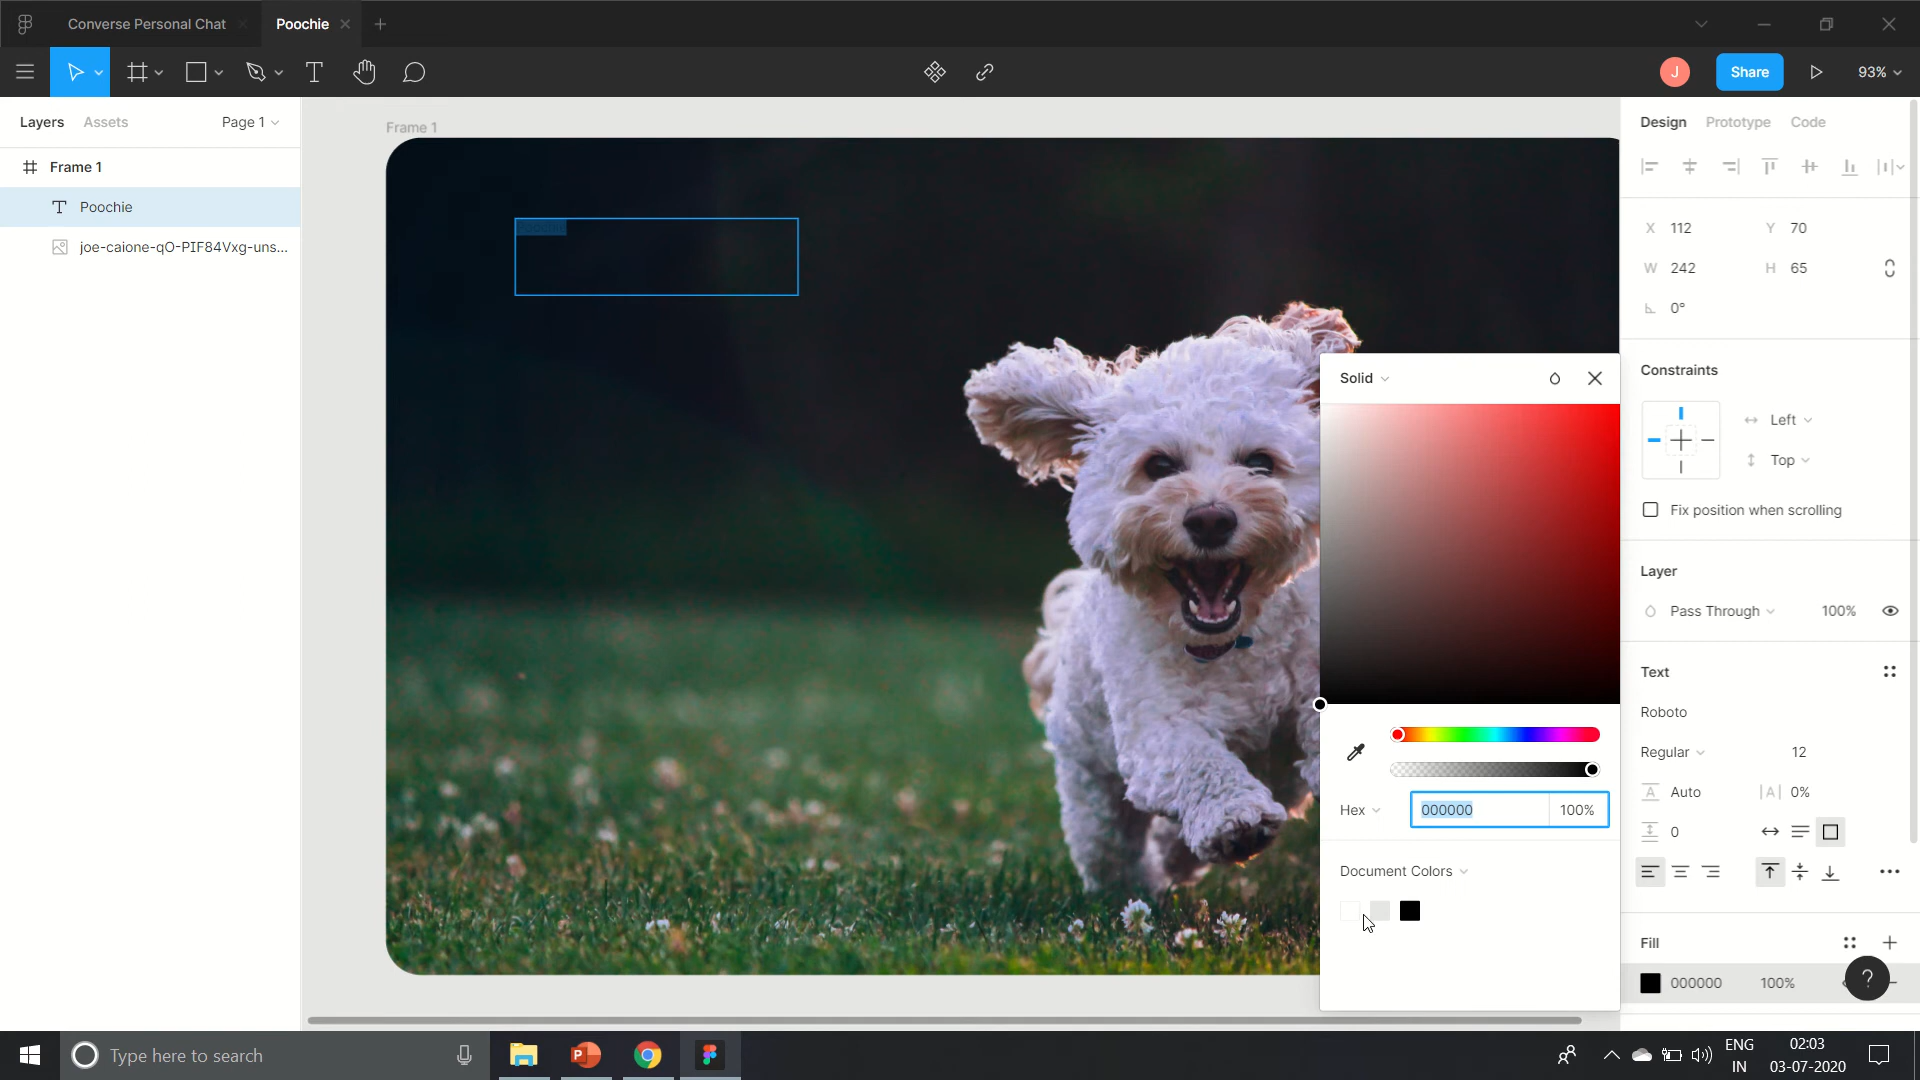 Converse Personal Chat
Poochie
Share
93%
Layers
Assets
Page 1
Frame 1
Poochie
joe-caione-qO-PIF84Vxg-uns...
Frame 1
Poochie
Solid
Hex
000000
100%
Document Colors
Design
Prototype
Code
X
112
Y
70
W
242
H
65
0°
Constraints
Left
Top
Fix position when scrolling
Layer
Pass Through
100%
Text
Roboto
Regular
12
A
Auto
|A|
0%
0
Fill
000000
100%
?
J
Type here to search
ENG
IN
02:03
03-07-2020